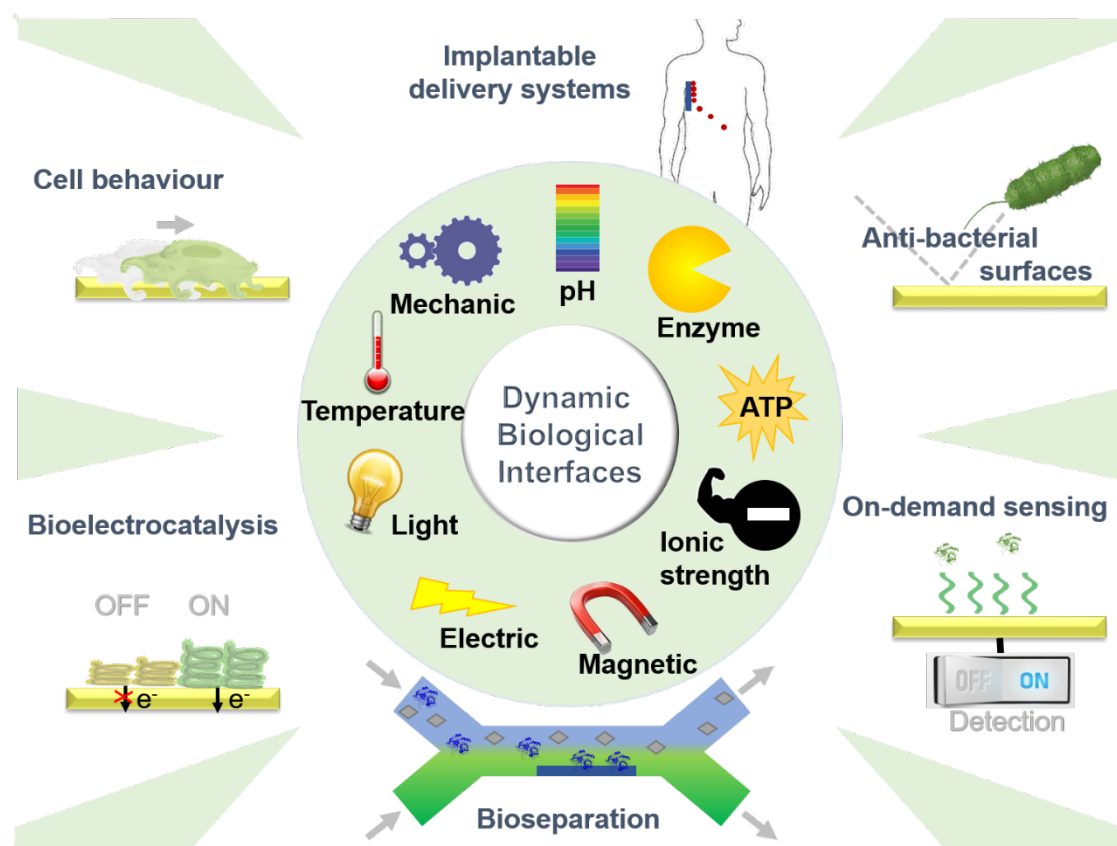 Implantable
delivery systems
Cell behaviour
Anti-bacterial
surfaces
Mechanic
pH
Enzyme
Temperature
Dynamic
Biological
Interfaces
ATP
Light
Ionic
strength
Electric
Magnetic
Bioelectrocatalysis
OFF ON
e-
e-
On-demand sensing
OFF ON
Detection
Bioseparation